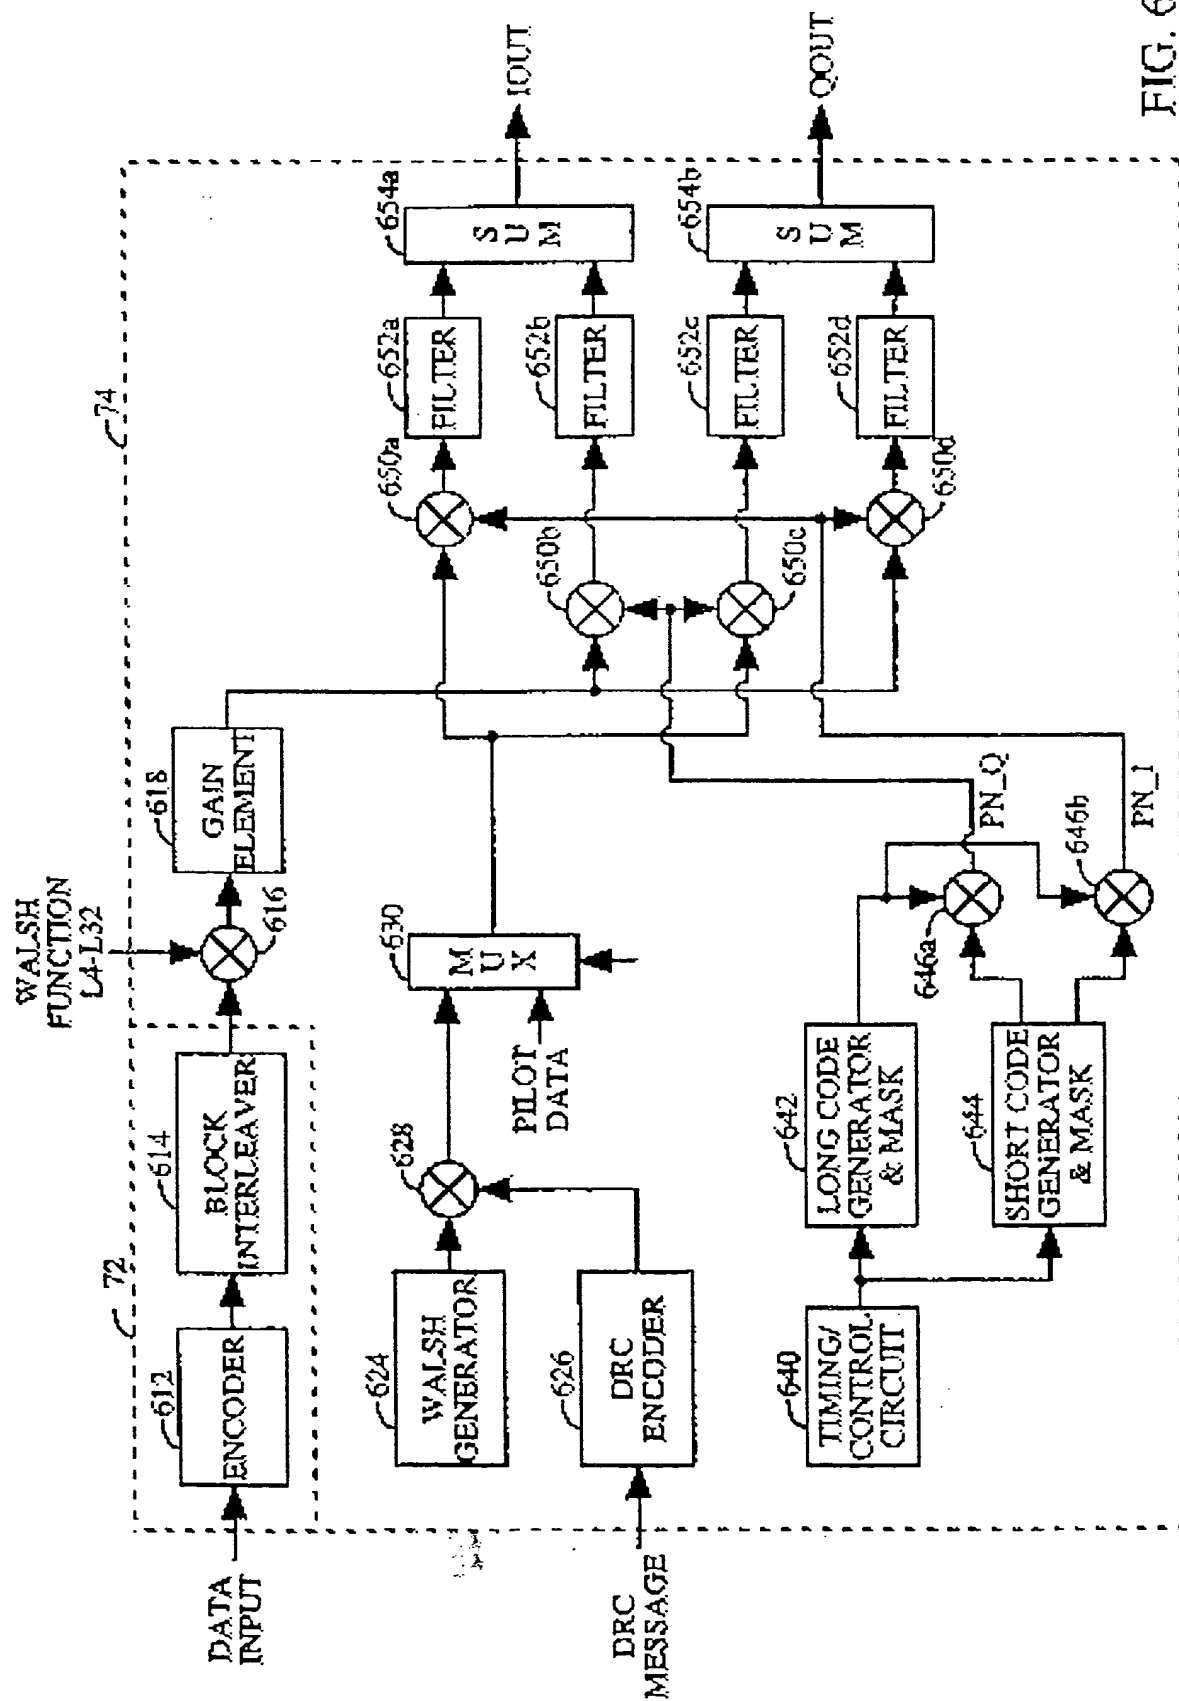 WALSH
FUNCTION
L4-L32
72
74
612
ENCODER
614
BLOCK
INTERLEAVER
616
618
GAIN
ELEMENT
DATA
INPUT
624
WALSH
GENERATOR
628
630
M
U
X
PILOT
DATA
626
DRC
ENCODER
DRC
MESSAGE
640
TIMING/
CONTROL
CIRCUIT
642
LONG CODE
GENERATOR
& MASK
644
SHORT CODE
GENERATOR
& MASK
646a
646b
PN_Q
PN_I
650a
650b
650c
650d
652a
FILTER
652b
FILTER
652c
FILTER
652d
FILTER
654a
S
U
M
654b
S
U
M
IOUT
QOUT
FIG. 6